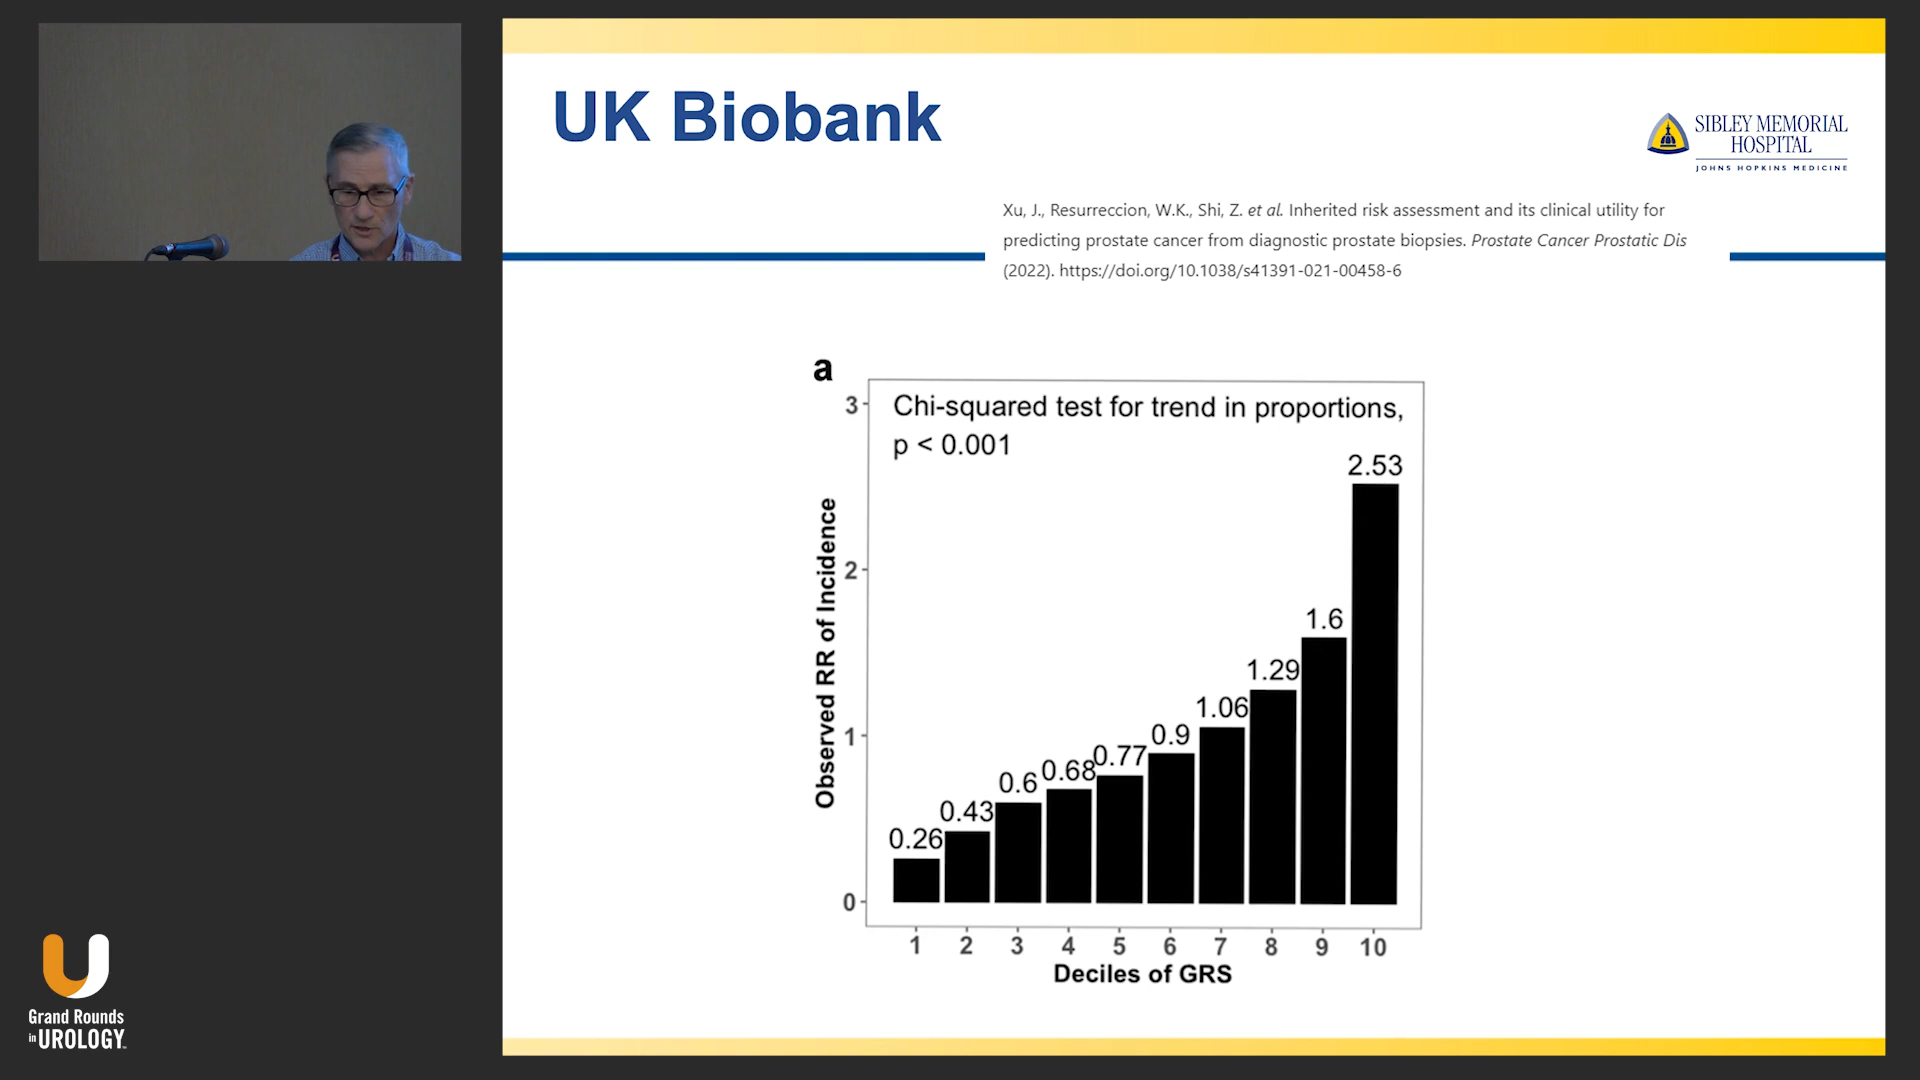 UK Biobank
SIBLEY MEMORIAL
HOSPITAL
JOHNS HOPKINS MEDICINE
Xu, J., Resurreccion, W.K., Shi, Z. et al. Inherited risk assessment and its clinical utility for
predicting prostate cancer from diagnostic prostate biopsies. Prostate Cancer Prostatic Dis
(2022). https://doi.org/10.1038/s41391-021-00458-6
a
Chi-squared test for trend in proportions,
p < 0.001
Observed RR of Incidence
3
2
1
0
0.26
0.43
0.6
0.68
0.77
0.9
1.06
1.29
1.6
2.53
1 2 3 4 5 6 7 8 9 10
Deciles of GRS
Grand Rounds
in UROLOGY